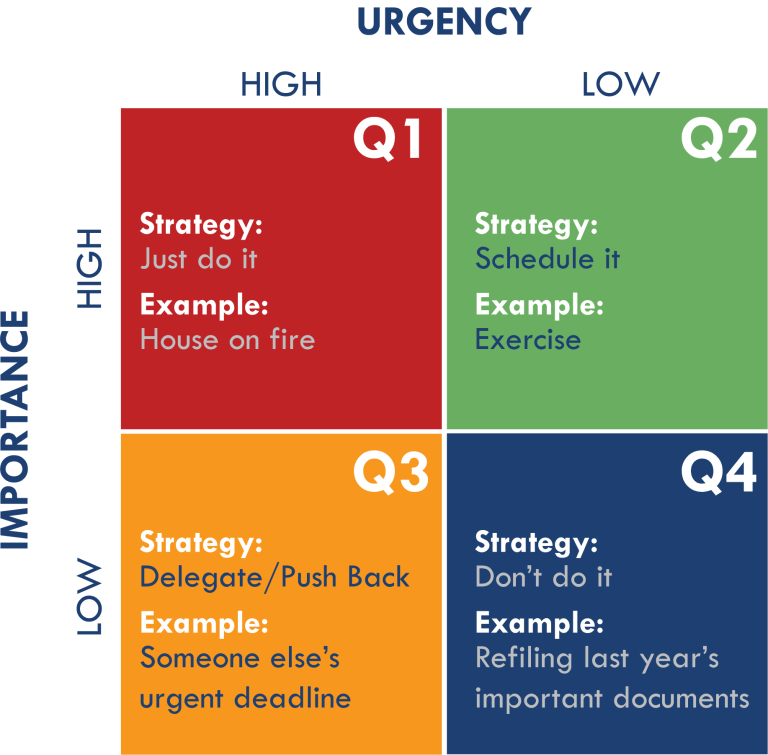 URGENCY
HIGH
LOW
IMPORTANCE
HIGH
Q1
Strategy:
Just do it
Example:
House on fire
Q2
Strategy:
Schedule it
Example:
Exercise
LOW
Q3
Strategy:
Delegate/Push Back
Example:
Someone else’s
urgent deadline
Q4
Strategy:
Don’t do it
Example:
Refiling last year’s
important documents